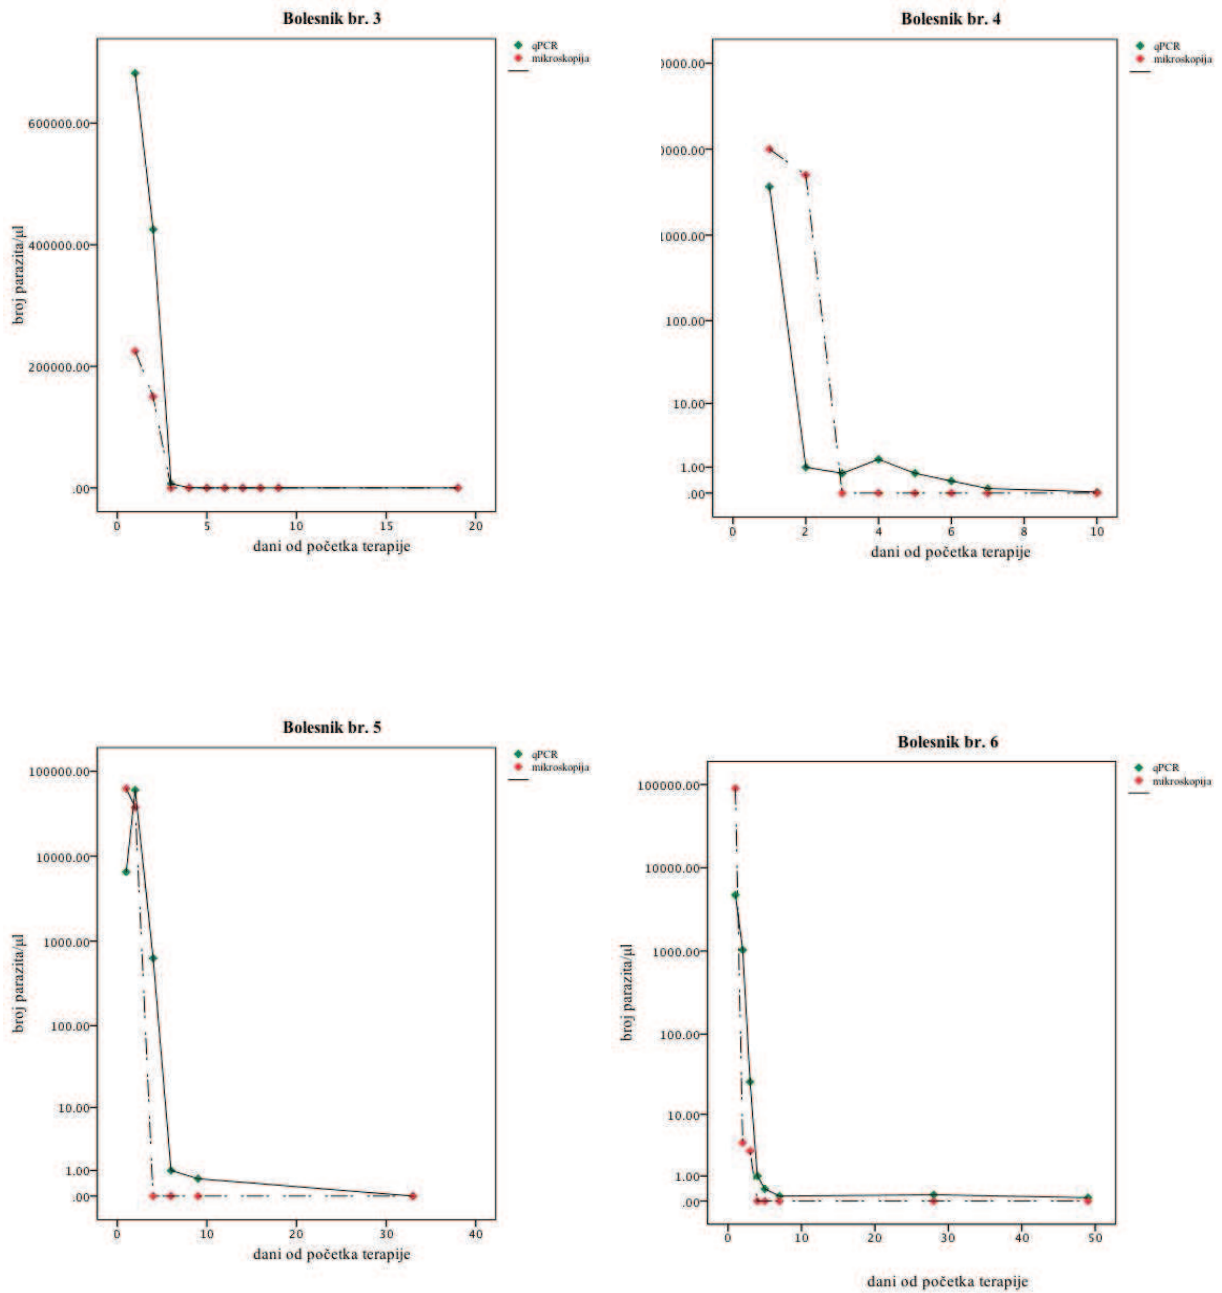 Bolesnik br. 3
qPCR
mikroskopija
broj parazita/µl
600000.00
400000.00
200000.00
.00
0 5 10 15 20
dani od početka terapije
Bolesnik br. 4
qPCR
mikroskopija
0000.00
0000.00
1000.00
100.00
10.00
1.00
.00
0 2 4 6 8 10
dani od početka terapije
Bolesnik br. 5
qPCR
mikroskopija
broj parazita/µl
100000.00
10000.00
1000.00
100.00
10.00
1.00
.00
0 10 20 30 40
dani od početka terapije
Bolesnik br. 6
qPCR
mikroskopija
broj parazita/µl
100000.00
10000.00
1000.00
100.00
10.00
1.00
.00
0 10 20 30 40 50
dani od početka terapije